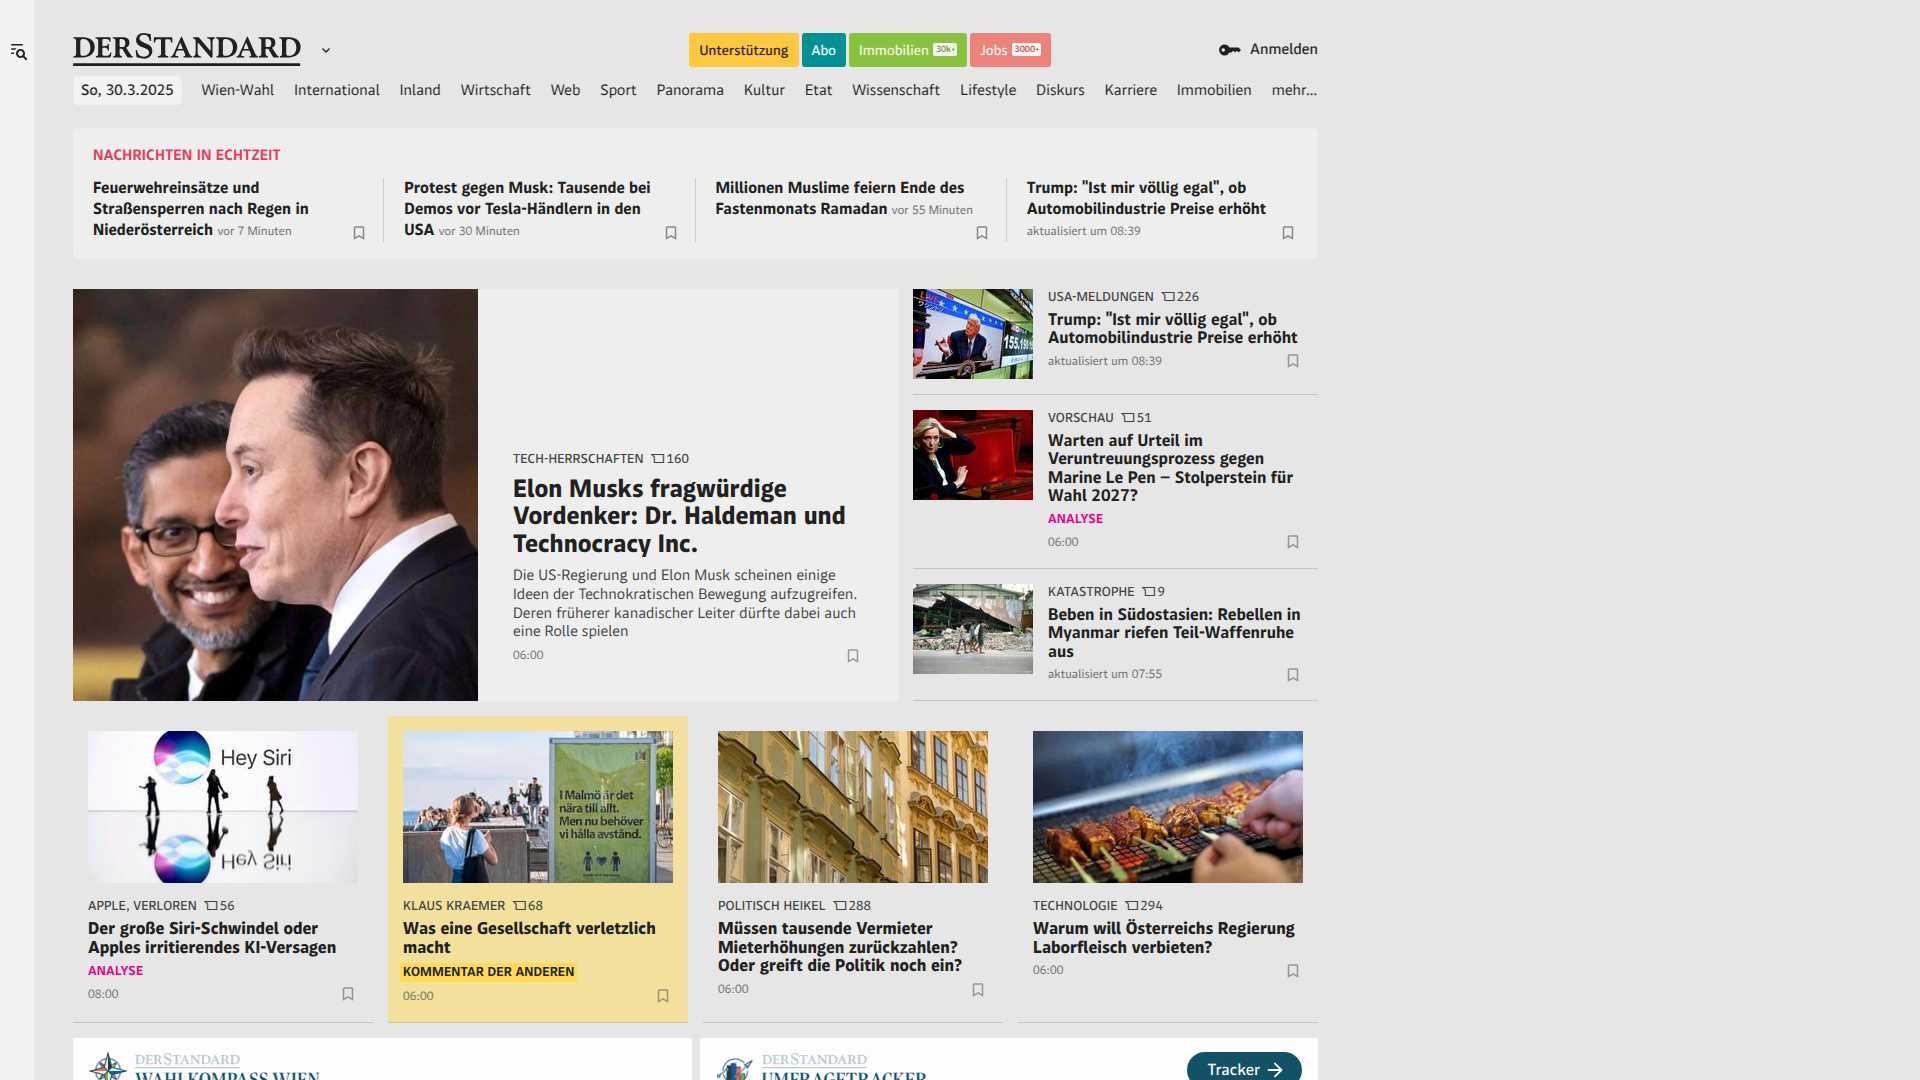 DERSTANDARD
Unterstützung
Abo
Immobilien 30k+
Jobs 3000+
Anmelden
So, 30.3.2025
Wien-Wahl
International
Inland
Wirtschaft
Web
Sport
Panorama
Kultur
Etat
Wissenschaft
Lifestyle
Diskurs
Karriere
Immobilien
mehr...
NACHRICHTEN IN ECHTZEIT
Feuerwehreinsätze und
Straßensperren nach Regen in
Niederösterreich vor 7 Minuten
Protest gegen Musk: Tausende bei
Demos vor Tesla-Händlern in den
USA vor 30 Minuten
Millionen Muslime feiern Ende des
Fastenmonats Ramadan vor 55 Minuten
Trump: "Ist mir völlig egal", ob
Automobilindustrie Preise erhöht
aktualisiert um 08:39
TECH-HERRSCHAFTEN 160
Elon Musks fragwürdige
Vordenker: Dr. Haldeman und
Technocracy Inc.
Die US-Regierung und Elon Musk scheinen einige
Ideen der Technokratischen Bewegung aufzugreifen.
Deren früherer kanadischer Leiter dürfte dabei auch
eine Rolle spielen
06:00
USA-MELDUNGEN 226
Trump: "Ist mir völlig egal", ob
Automobilindustrie Preise erhöht
aktualisiert um 08:39
VORSCHAU 51
Warten auf Urteil im
Veruntreuungsprozess gegen
Marine Le Pen – Stolperstein für
Wahl 2027?
ANALYSE
06:00
KATASTROPHE 9
Beben in Südostasien: Rebellen in
Myanmar riefen Teil-Waffenruhe
aus
aktualisiert um 07:55
Hey Siri
APPLE, VERLOREN 56
Der große Siri-Schwindel oder
Apples irritierendes KI-Versagen
ANALYSE
08:00
I Malmö är det
nära till allt.
Men nu behöver
vi hålla avstånd.
KLAUS KRAEMER 68
Was eine Gesellschaft verletzlich
macht
KOMMENTAR DER ANDEREN
06:00
POLITISCH HEIKEL 288
Müssen tausende Vermieter
Mieterhöhungen zurückzahlen?
Oder greift die Politik noch ein?
06:00
TECHNOLOGIE 294
Warum will Österreichs Regierung
Laborfleisch verbieten?
06:00
DERSTANDARD
WAHLKOMPASS WIEN
DERSTANDARD
UMFRAGETRACKER
Tracker